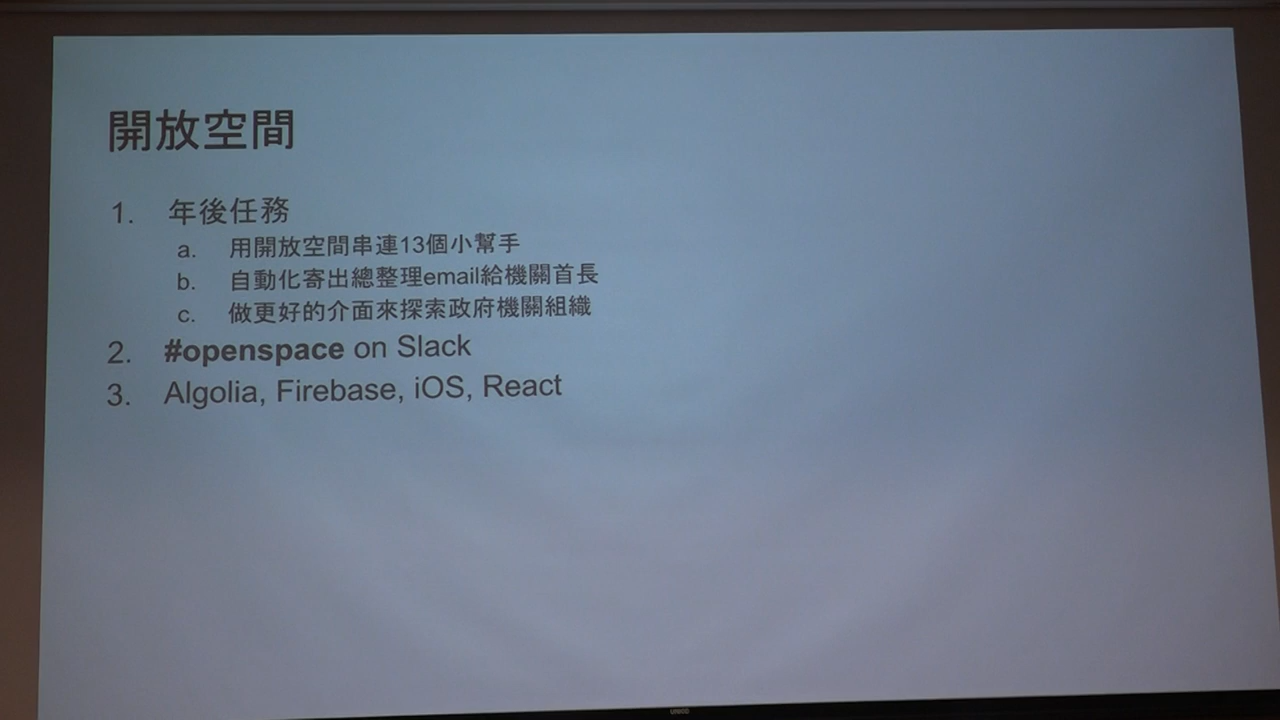 開放空間
1. 年後任務
a. 用開放空間串連13個小幫手
b. 自動化寄出總整理email給機關首長
c. 做更好的介面來探索政府機關組織
2. #openspace on Slack
3. Algolia, Firebase, iOS, React